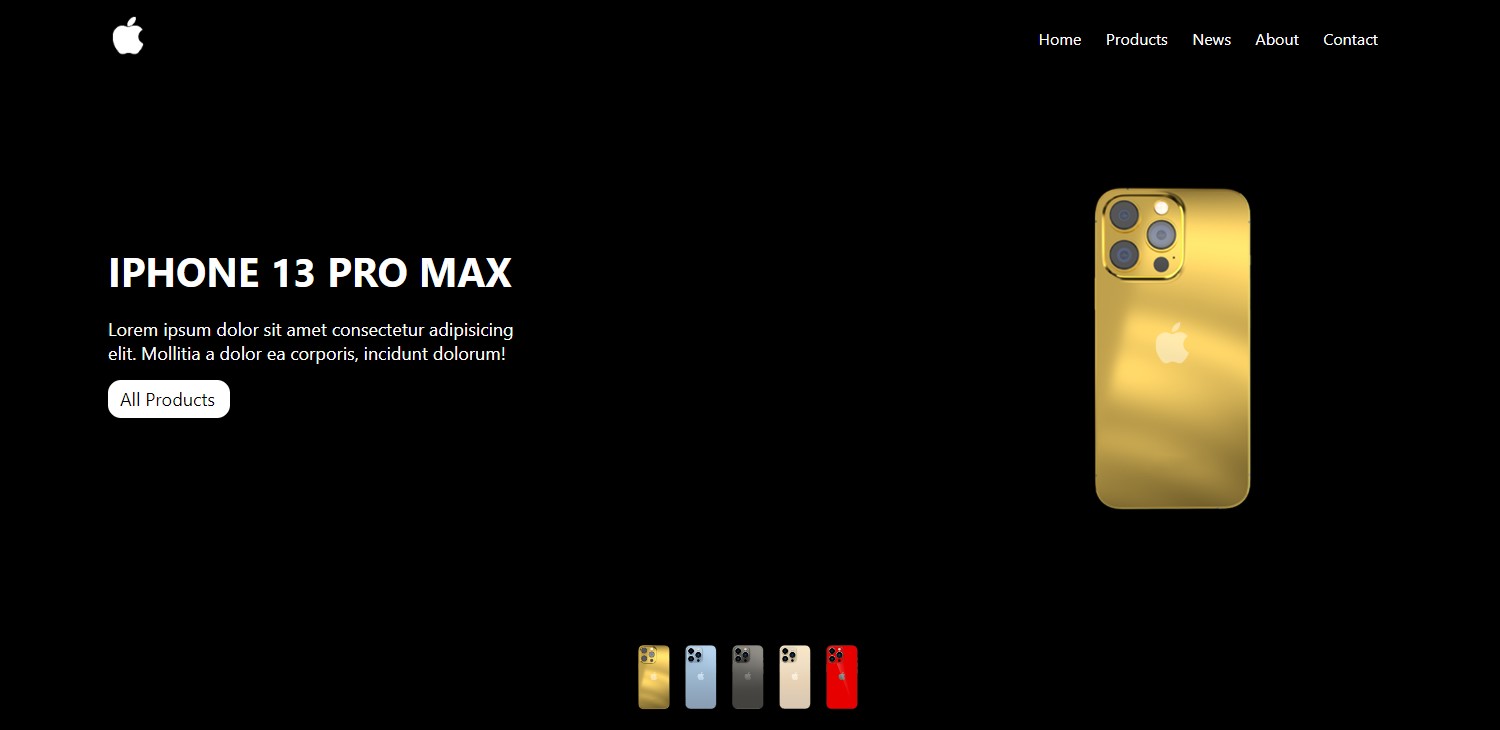 Home Products News About Contact
IPHONE 13 PRO MAX
Lorem ipsum dolor sit amet consectetur adipisicing
elit. Mollitia a dolor ea corporis, incidunt dolorum!
All Products